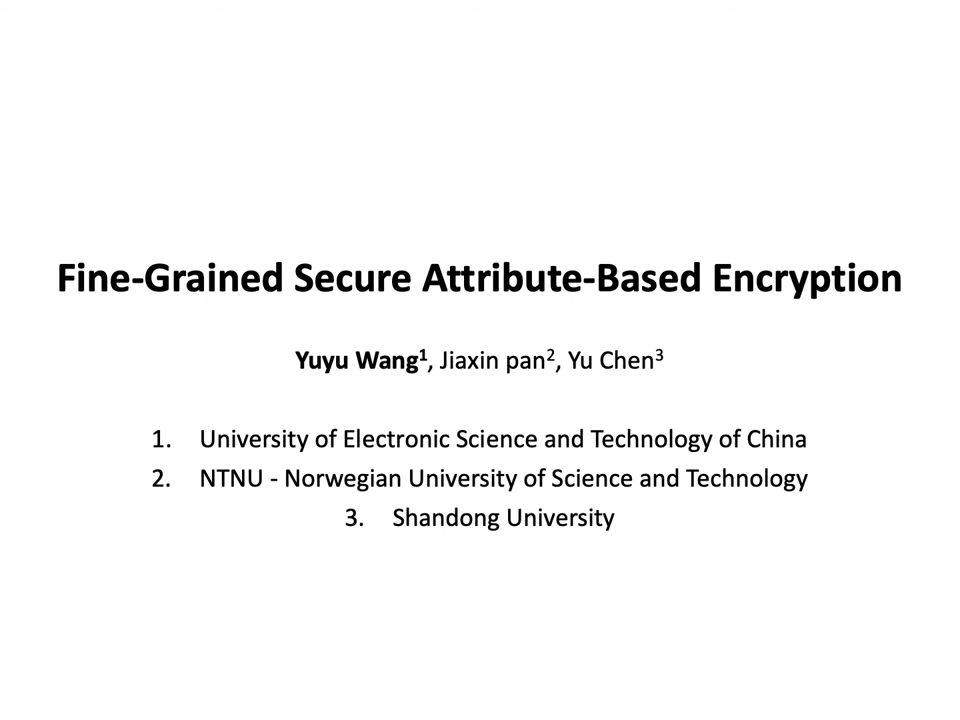 Fine-Grained Secure Attribute-Based Encryption
Yuyu Wang¹, Jiaxin pan², Yu Chen³
1. University of Electronic Science and Technology of China
2. NTNU - Norwegian University of Science and Technology
3. Shandong University